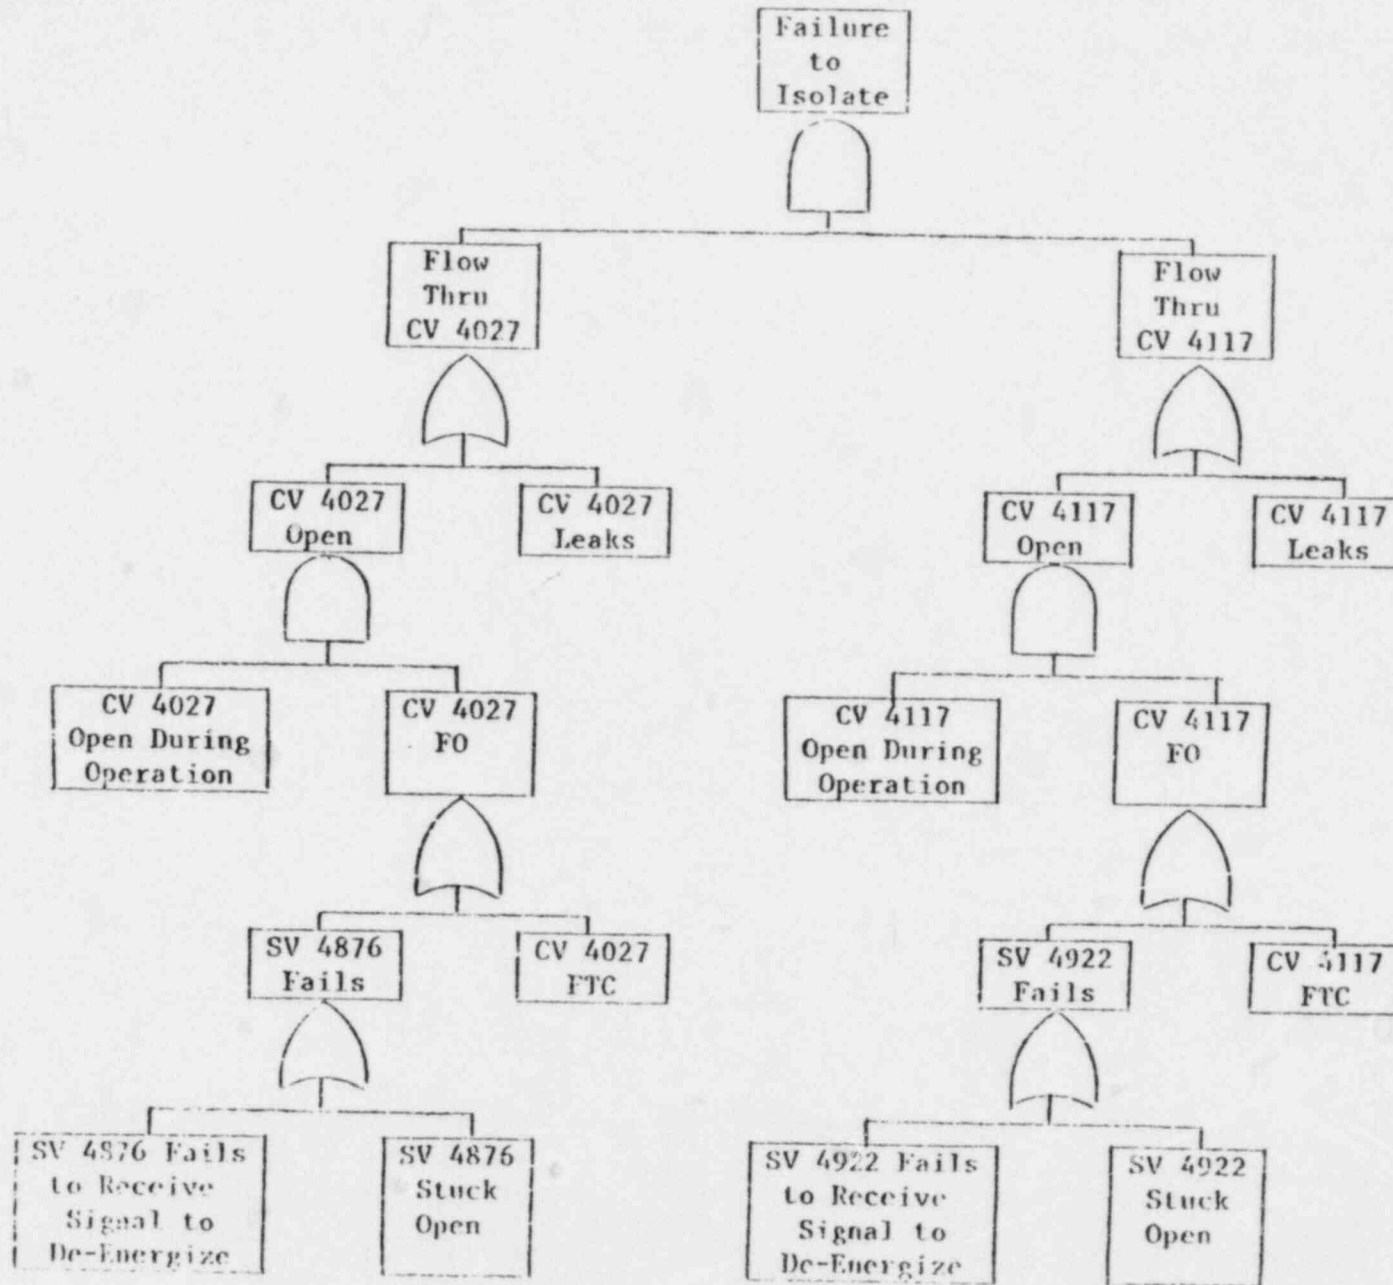 Failure
to
Isolate
Flow
Thru
CV 4027
Flow
Thru
CV 4117
CV 4027
Open
CV 4027
Leaks
CV 4117
Open
CV 4117
Leaks
CV 4027
Open During
Operation
CV 4027
FO
CV 4117
Open During
Operation
CV 4117
FO
SV 4876
Fails
CV 4027
FTC
SV 4922
Fails
CV 4117
FTC
SV 4876 Fails
to Receive
Signal to
De-Energize
SV 4876
Stuck
Open
SV 4922 Fails
to Receive
Signal to
De-Energize
SV 4922
Stuck
Open